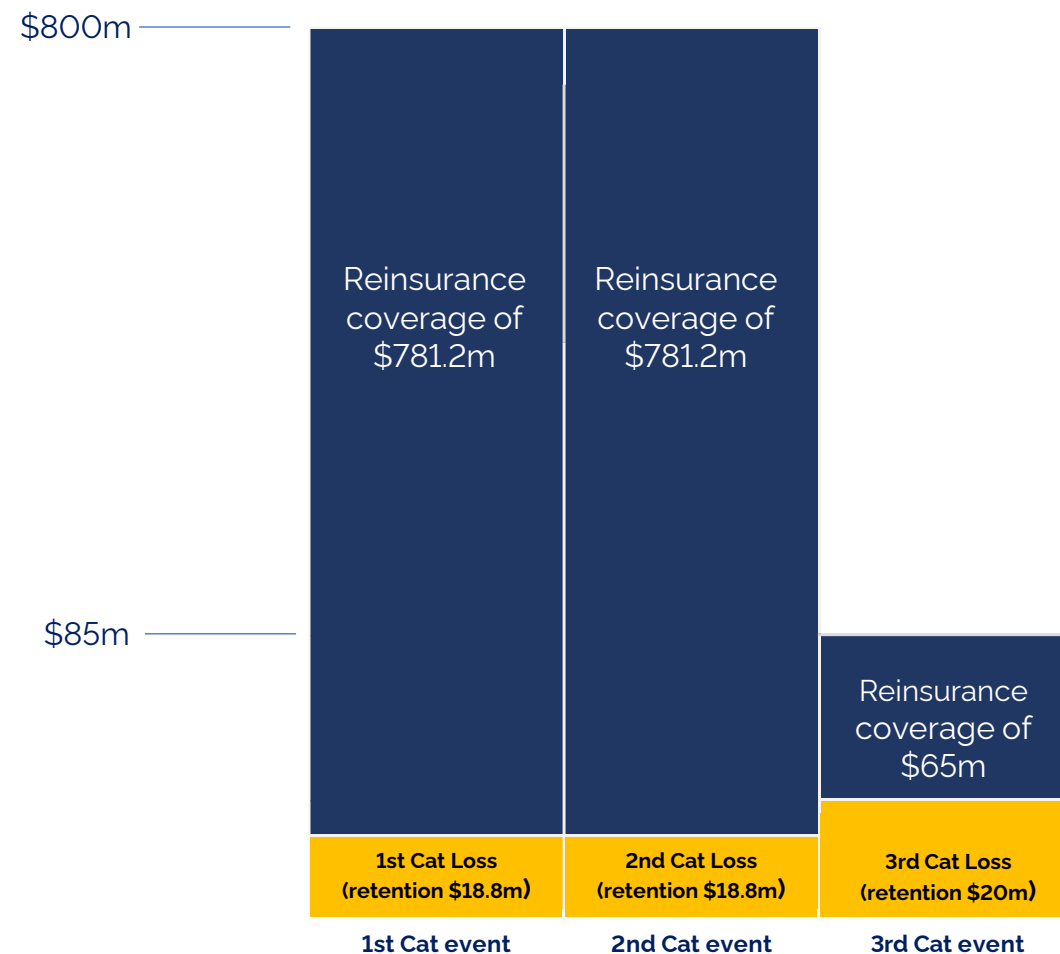 $800m
Reinsurance
coverage of
$781.2m
Reinsurance
coverage of
$781.2m
$85m
Reinsurance
coverage of
$65m
1st Cat Loss
(retention $18.8m)
2nd Cat Loss
(retention $18.8m)
3rd Cat Loss
(retention $20m)
1st Cat event
2nd Cat event
3rd Cat event